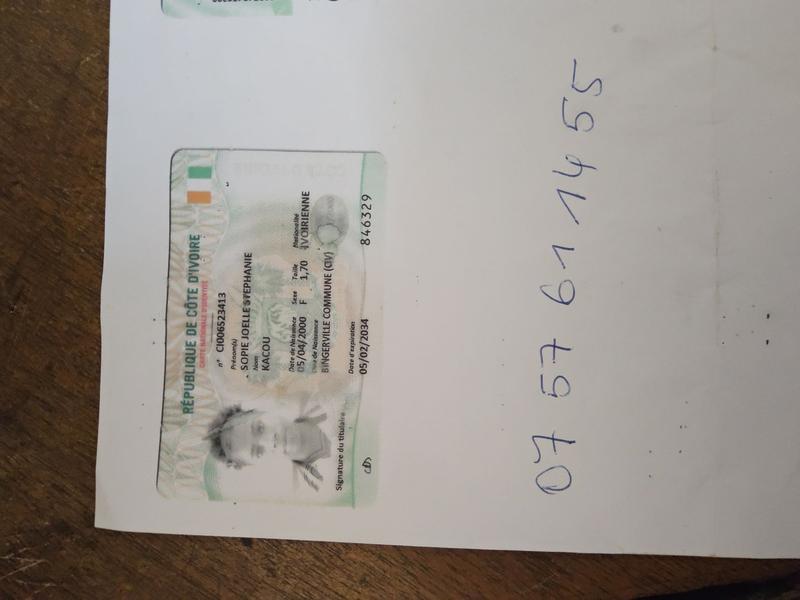 RÉPUBLIQUE DE CÔTE D'IVOIRE
CARTE NATIONALE D'IDENTITÉ
n° CI006523413
Prénom(s)
SOPIE JOELLE STEPHANIE
Nom
KACOU
Date de Naissance Sexe Taille Nationalité
05/04/2000 F 1,70 IVOIRIENNE
Lieu de Naissance
BINGERVILLE COMMUNE (CIV)
Signature du titulaire
Date d'expiration
05/02/2034
846329
07 57 61 14 55